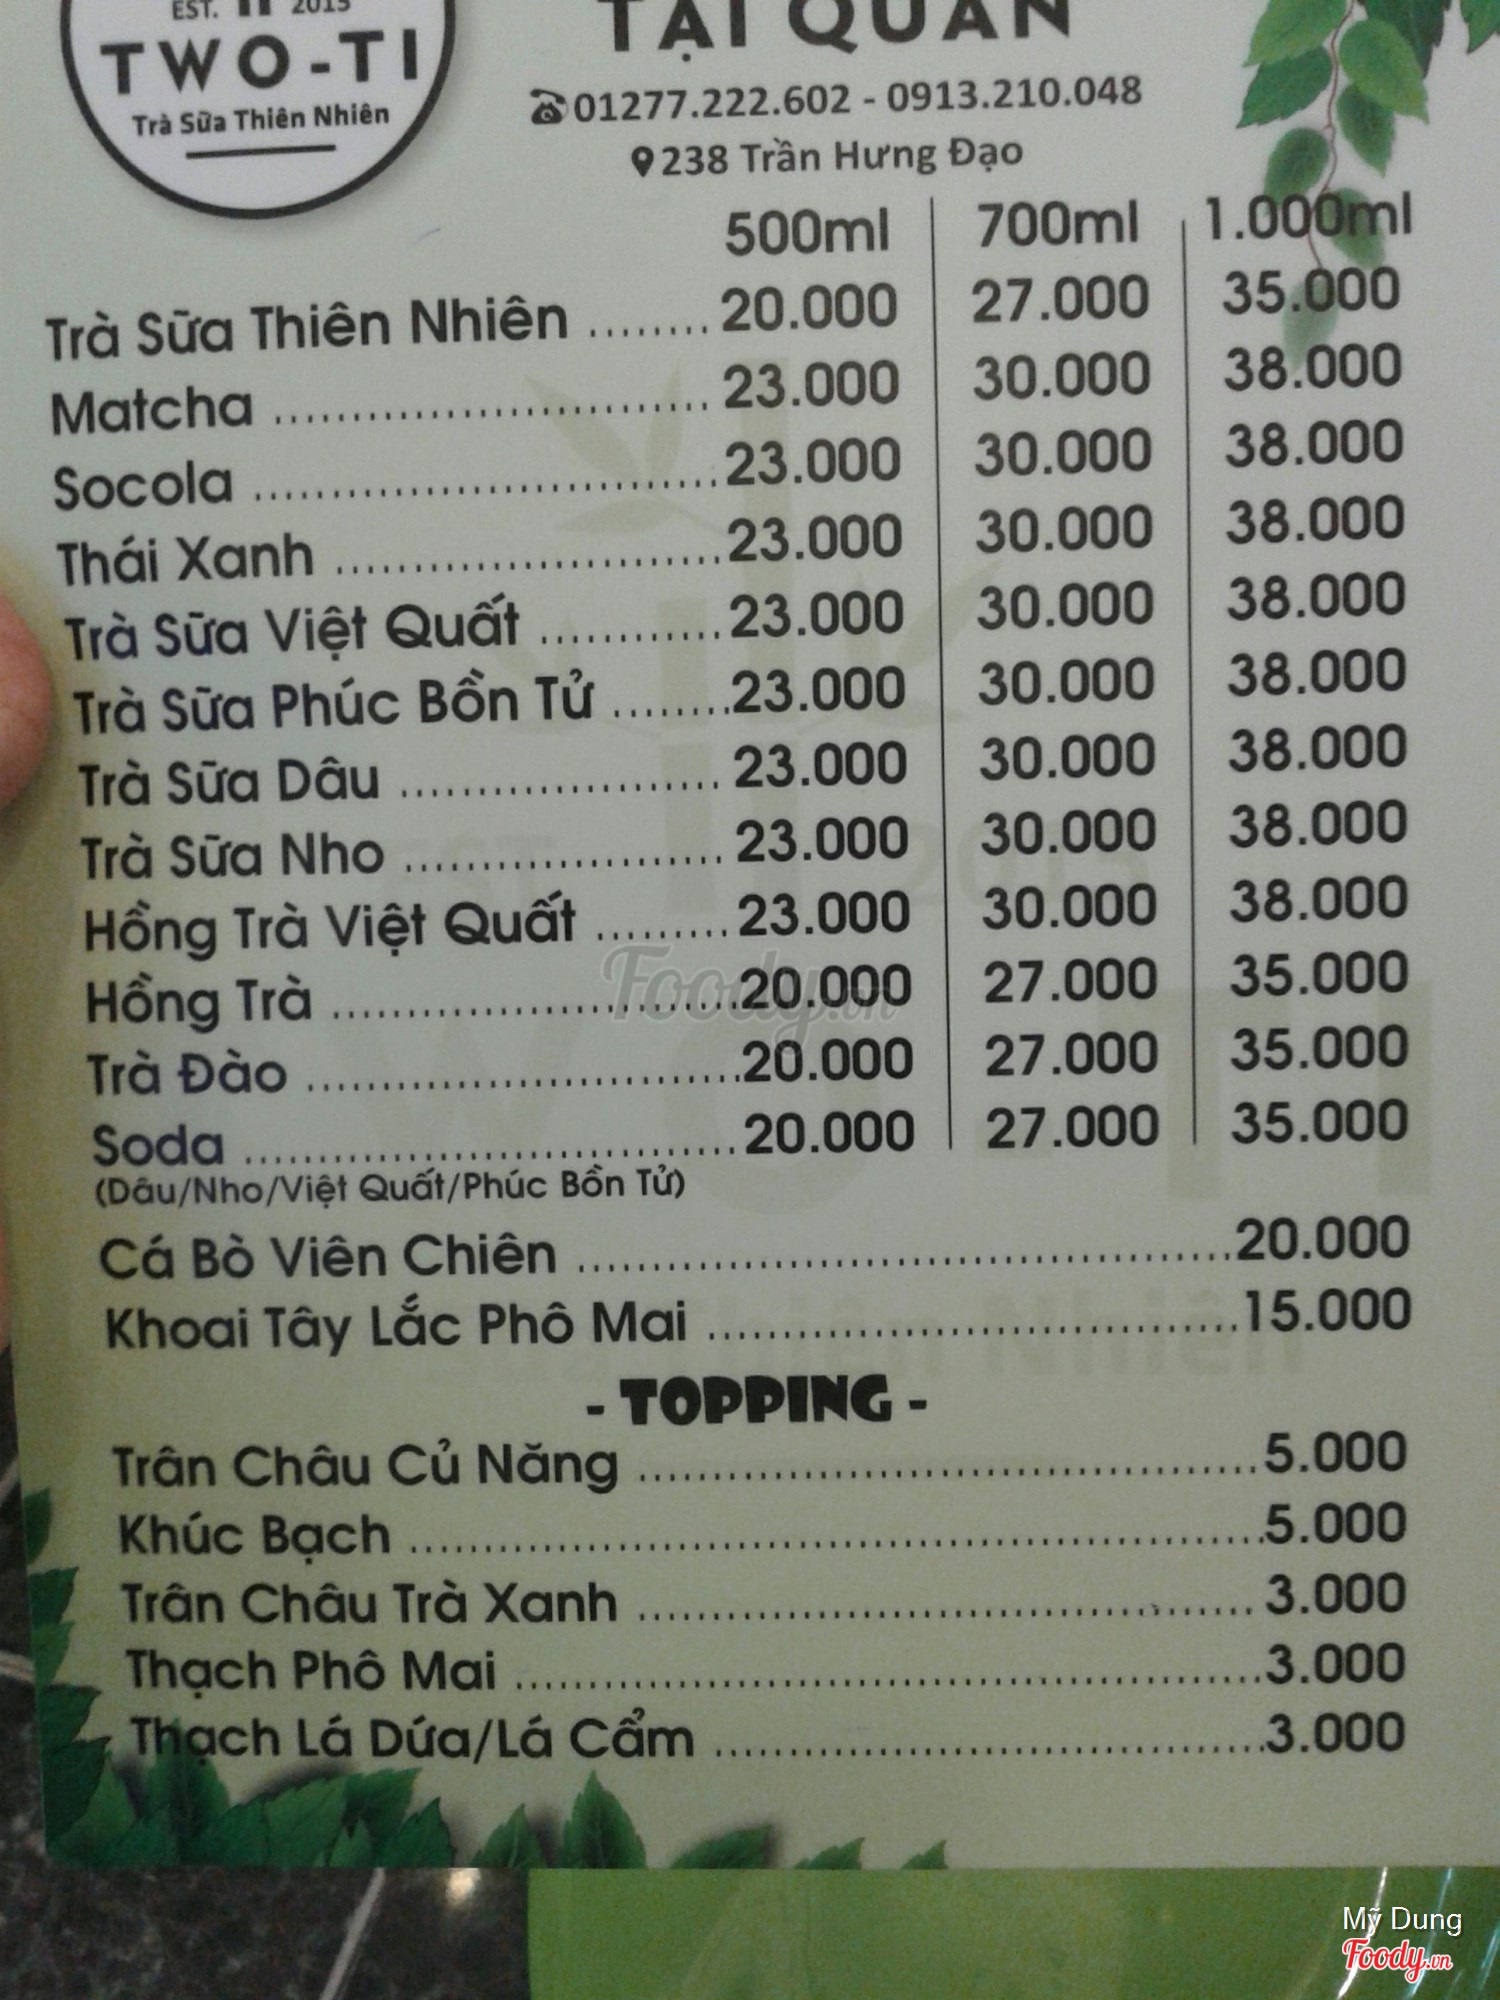 EST. 2015
TWO-TI
Trà Sữa Thiên Nhiên
TẠI QUÁN
01277.222.602 - 0913.210.048
238 Trần Hưng Đạo
500ml 700ml 1.000ml
Trà Sữa Thiên Nhiên ........ 20.000 27.000 35.000
Matcha ............................ 23.000 30.000 38.000
Socola ..............................23.000 30.000 38.000
Thái Xanh .........................23.000 30.000 38.000
Trà Sữa Việt Quất ............23.000 30.000 38.000
Trà Sữa Phúc Bồn Tử ........23.000 30.000 38.000
Trà Sữa Dâu ..................... 23.000 30.000 38.000
Trà Sữa Nho ..................... 23.000 30.000 38.000
Hồng Trà Việt Quất .........23.000 30.000 38.000
Hồng Trà ..........................20.000 27.000 35.000
Trà Đào ............................20.000 27.000 35.000
Soda ................................20.000 27.000 35.000
(Dâu/Nho/Việt Quất/Phúc Bồn Tử)
Cá Bò Viên Chiên ..........................................20.000
Khoai Tây Lắc Phô Mai ..................................15.000
- TOPPING -
Trân Châu Củ Năng ........................................5.000
Khúc Bạch .......................................................5.000
Trân Châu Trà Xanh ........................................ 3.000
Thạch Phô Mai ................................................3.000
Thạch Lá Dứa/Lá Cẩm ...................................3.000
Foody.vn
Mỹ Dung
Foody.vn